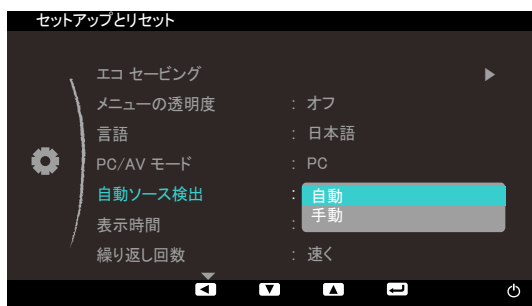 セットアップとリセット
エコ セービング
メニューの透明度 : オフ
言語 : 日本語
PC/AV モード : PC
自動ソース検出 : 自動
手動
表示時間 :
繰り返し回数 : 速く